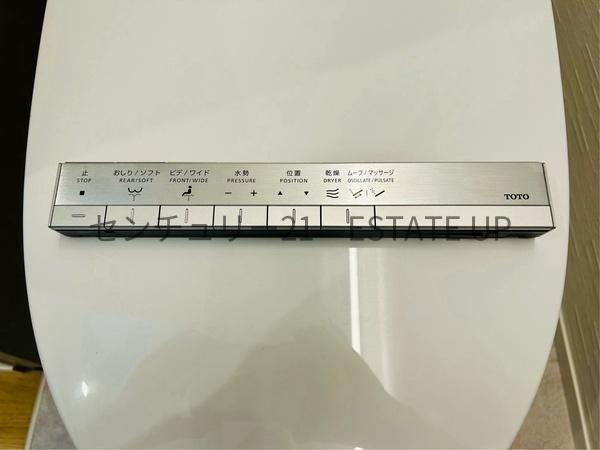 止 おしり/ソフト ビデ/ワイド 水勢 位置 乾燥 ムーブ/マッサージ
STOP REAR/SOFT FRONT/WIDE PRESSURE POSITION DRYER OSCILLATE/PULSATE
− +
TOTO
センチュリー21 ESTATE UP